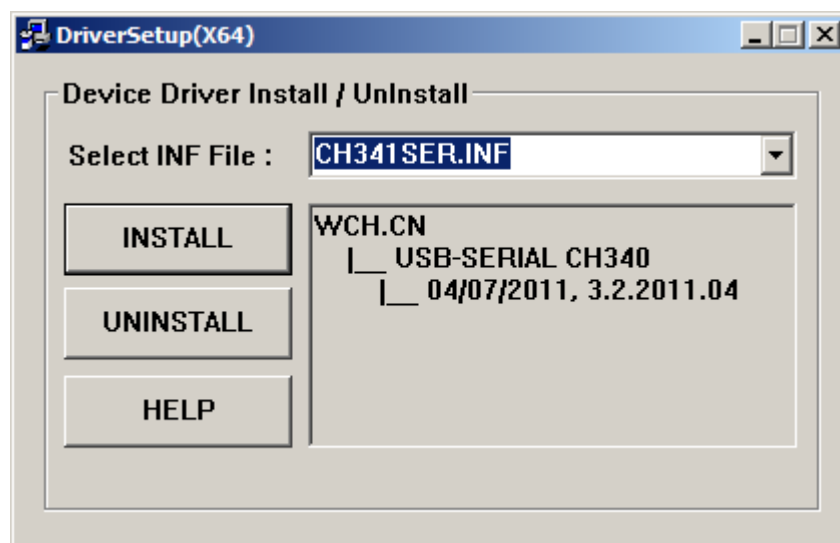 DriverSetup(X64)
Device Driver Install / UnInstall
Select INF File :
CH341SER.INF
INSTALL
UNINSTALL
HELP
WCH.CN
|__ USB-SERIAL CH340
|__ 04/07/2011, 3.2.2011.04